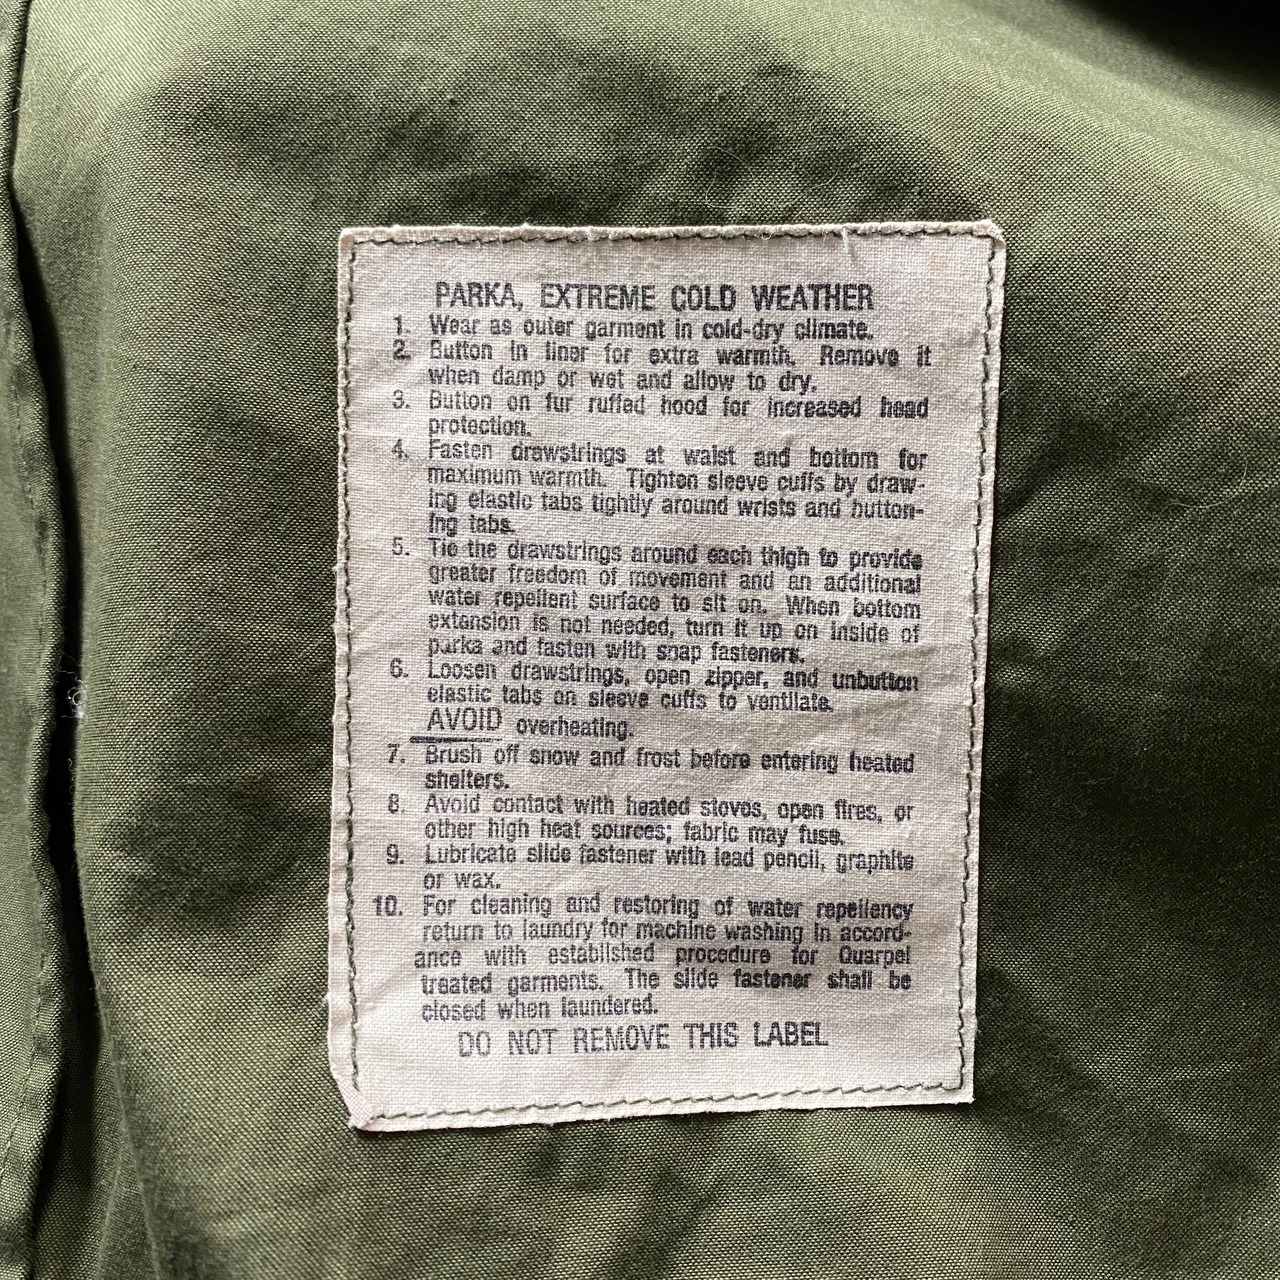 PARKA, EXTREME COLD WEATHER
1. Wear as outer garment in cold-dry climate.
2. Button in liner for extra warmth. Remove it
when damp or wet and allow to dry.
3. Button on fur ruffed hood for increased head
protection.
4. Fasten drawstrings at waist and bottom for
maximum warmth. Tighten sleeve cuffs by draw-
ing elastic tabs tightly around wrists and button-
ing tabs.
5. Tie the drawstrings around each thigh to provide
greater freedom of movement and an additional
water repellent surface to sit on. When bottom
extension is not needed, turn it up on inside of
parka and fasten with snap fasteners.
6. Loosen drawstrings, open zipper, and unbutton
elastic tabs on sleeve cuffs to ventilate.
AVOID overheating.
7. Brush off snow and frost before entering heated
shelters.
8. Avoid contact with heated stoves, open fires, or
other high heat sources; fabric may fuse.
9. Lubricate slide fastener with lead pencil, graphite
or wax.
10. For cleaning and restoring of water repellency
return to laundry for machine washing in accord-
ance with established procedure for Quarpel
treated garments. The slide fastener shall be
closed when laundered.
DO NOT REMOVE THIS LABEL